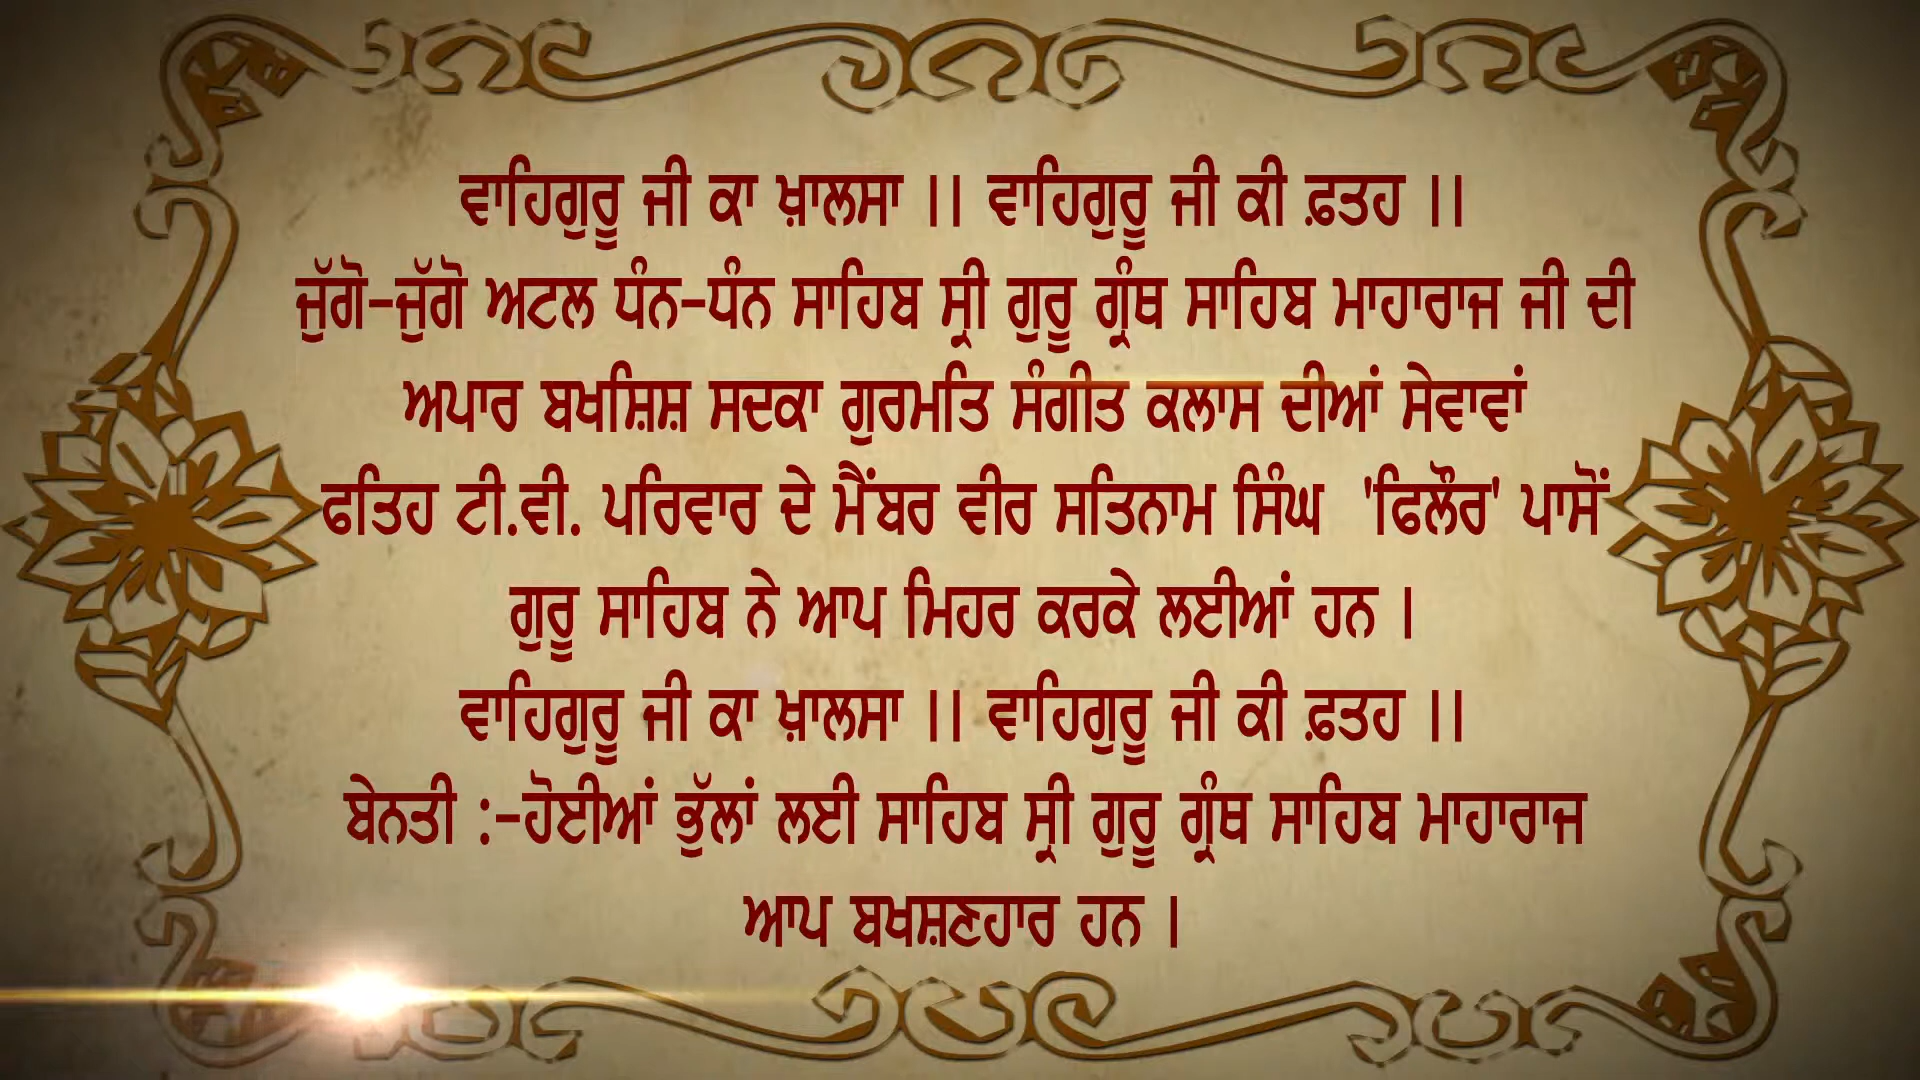 ਵਾਹਿਗੁਰੂ ਜੀ ਕਾ ਖ਼ਾਲਸਾ ।। ਵਾਹਿਗੁਰੂ ਜੀ ਕੀ ਫ਼ਤਹ ।।
ਜੁੱਗੋ-ਜੁੱਗੋ ਅਟਲ ਧੰਨ-ਧੰਨ ਸਾਹਿਬ ਸ੍ਰੀ ਗੁਰੂ ਗ੍ਰੰਥ ਸਾਹਿਬ ਮਾਹਾਰਾਜ ਜੀ ਦੀ
ਅਪਾਰ ਬਖਸ਼ਿਸ਼ ਸਦਕਾ ਗੁਰਮਤਿ ਸੰਗੀਤ ਕਲਾਸ ਦੀਆਂ ਸੇਵਾਵਾਂ
ਫਤਿਹ ਟੀ.ਵੀ. ਪਰਿਵਾਰ ਦੇ ਮੈਂਬਰ ਵੀਰ ਸਤਿਨਾਮ ਸਿੰਘ 'ਫਿਲੌਰ' ਪਾਸੋਂ
ਗੁਰੂ ਸਾਹਿਬ ਨੇ ਆਪ ਮਿਹਰ ਕਰਕੇ ਲਈਆਂ ਹਨ ।
ਵਾਹਿਗੁਰੂ ਜੀ ਕਾ ਖ਼ਾਲਸਾ ।। ਵਾਹਿਗੁਰੂ ਜੀ ਕੀ ਫ਼ਤਹ ।।
ਬੇਨਤੀ :-ਹੋਈਆਂ ਭੁੱਲਾਂ ਲਈ ਸਾਹਿਬ ਸ੍ਰੀ ਗੁਰੂ ਗ੍ਰੰਥ ਸਾਹਿਬ ਮਾਹਾਰਾਜ
ਆਪ ਬਖਸ਼ਣਹਾਰ ਹਨ ।